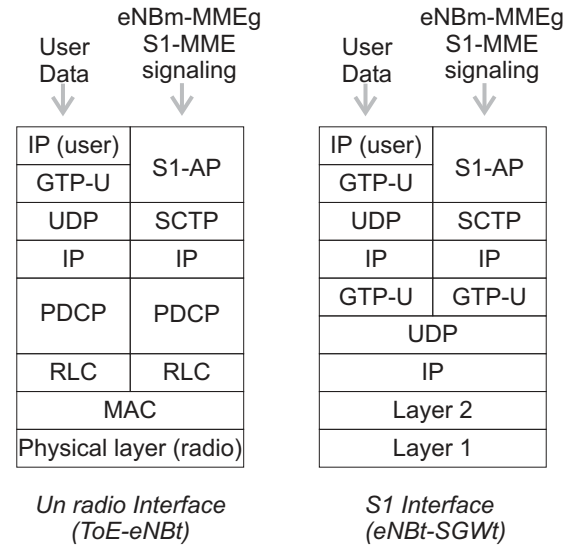 User
Data
eNBm-MMEg
S1-MME
signaling
IP (user)
GTP-U
S1-AP
UDP
SCTP
IP
IP
PDCP
PDCP
RLC
RLC
MAC
Physical layer (radio)
Un radio Interface
(ToE-eNBt)
User
Data
eNBm-MMEg
S1-MME
signaling
IP (user)
GTP-U
S1-AP
UDP
SCTP
IP
IP
GTP-U
GTP-U
UDP
IP
Layer 2
Layer 1
S1 Interface
(eNBt-SGWt)